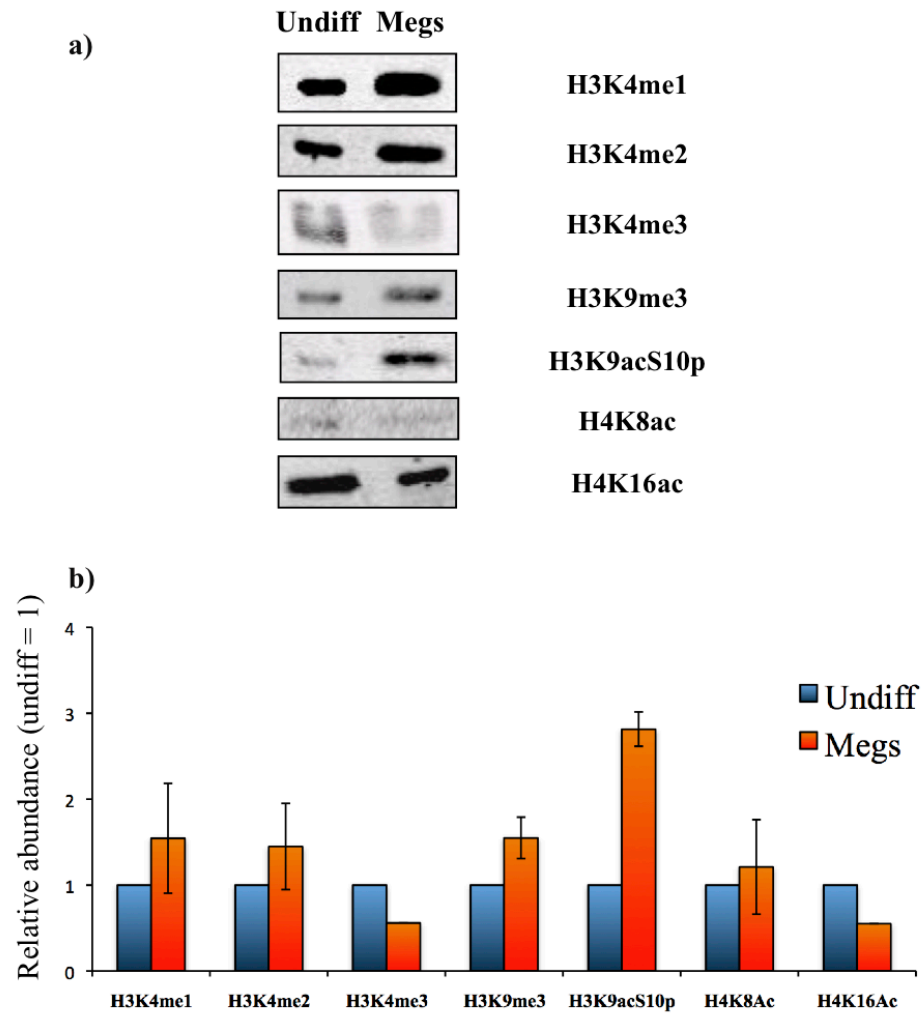 Undiff Megs
a)
H3K4me1
H3K4me2
H3K4me3
H3K9me3
H3K9acS10p
H4K8ac
H4K16ac
b)
Relative abundance (undiff = 1)
4
3
2
1
0
Undiff
Megs
H3K4me1 H3K4me2 H3K4me3 H3K9me3 H3K9acS10p H4K8Ac H4K16Ac